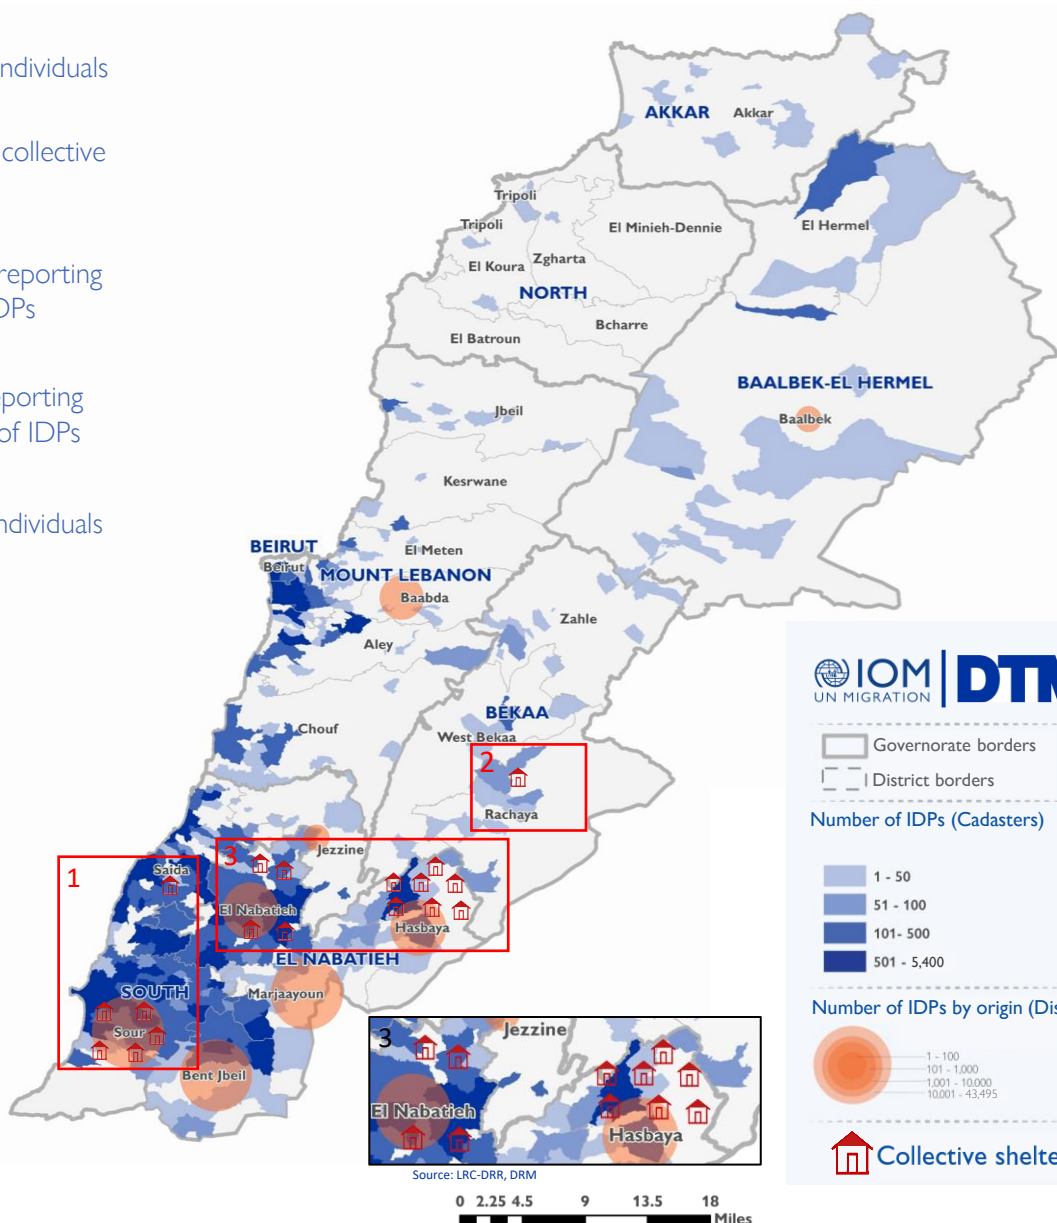 ndividuals
collective
reporting
DPs
eporting
of IDPs
ndividuals
AKKAR
Akkar
Tripoli
Tripoli
El Minieh-Dennie
El Hermel
El Koura
Zgharta
NORTH
Bcharre
El Batroun
BAALBEK-EL HERMEL
Baalbek
Jbeil
Kesrwane
BEIRUT
Beirut
El Meten
MOUNT LEBANON
Baabda
Zahle
Aley
BEKAA
Chouf
West Bekaa
2
Rachaya
Jezzine
3
1
Saida
El Nabatieh
Hasbaya
EL NABATIEH
SOUTH
Marjaayoun
Sour
Bent Jbeil
3
Jezzine
El Nabatieh
Hasbaya
Source: LRC-DRR, DRM
0 2.25 4.5 9 13.5 18
Miles
IOM
UN MIGRATION
DTM
Governorate borders
District borders
Number of IDPs (Cadasters)
1 - 50
51 - 100
101- 500
501 - 5,400
Number of IDPs by origin (Dis
1 - 100
101 - 1,000
1,001 - 10,000
10,001 - 43,495
Collective shelte